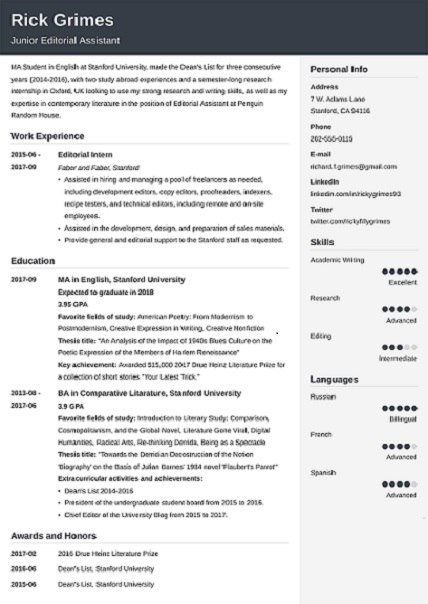 Rick Grimes
Junior Editorial Assistant
MA Student in English at Stanford University, made the Dean's List for three consecutive
years (2014-2016), with two study abroad experiences and a semester-long research
internship in Oxford, UK looking to use my strong research and writing skills, as well as my
expertise in contemporary literature in the position of Editorial Assistant at Penguin
Random House.
Work Experience
2015-06 -
2017-09
Editorial Intern
Faber and Faber, Stanford
• Assisted in hiring and managing a pool of freelancers as needed,
including development editors, copy editors, proofreaders, indexers,
recipe testers, and technical editors, including remote and on-site
employees.
• Assisted in the development, design, and preparation of sales materials.
• Provide general and editorial support to the Stanford staff as requested.
Education
2017-09
MA in English, Stanford University
Expected to graduate in 2018
3.95 GPA
Favorite fields of study: American Poetry: From Modernism to
Postmodernism, Creative Expression in Writing, Creative Nonfiction
Thesis title: "An Analysis of the Impact of 1940s Blues Culture on the
Poetic Expression of the Members of Harlem Renaissance"
Key achievement: Awarded $15,000 2017 Drue Heinz Literature Prize for
a collection of short stories "Your Latest Trick."
2013-08 -
2017-06
BA in Comparative Litarature, Stanford University
3.9 GPA
Favorite fields of study: Introduction to Literary Study: Comparison,
Cosmopolitanism, and the Global Novel, Literature Gone Viral, Digital
Humanities, Radical Arts, Re-thinking Derrida, Being as a Spectacle
Thesis title: "Towards the Derridian Deconstruction of the Notion
'Biography' on the Basis of Julian Barnes' 1984 novel 'Flaubert's Parrot'"
Extra curricular activities and achievements:
• Dean's List 2014-2016
• President of the undergraduate student board from 2015 to 2016.
• Chief Editor of the University Blog from 2015 to 2017.
Awards and Honors
2017-02 2016 Drue Heinz Literature Prize
2016-06 Dean's List, Stanford University
2015-06 Dean's List, Stanford University
Personal Info
Address
7 W. Adams Lane
Stanford, CA 94116
Phone
202-555-0115
E-mail
richard.f.grimes@gmail.com
LinkedIn
linkedin.com/in/rickygrimes93
Twitter
twitter.com/rickyfillygrimes
Skills
Academic Writing
Excellent
Research
Advanced
Editing
Intermediate
Languages
Russian
Billingual
French
Advanced
Spanish
Advanced